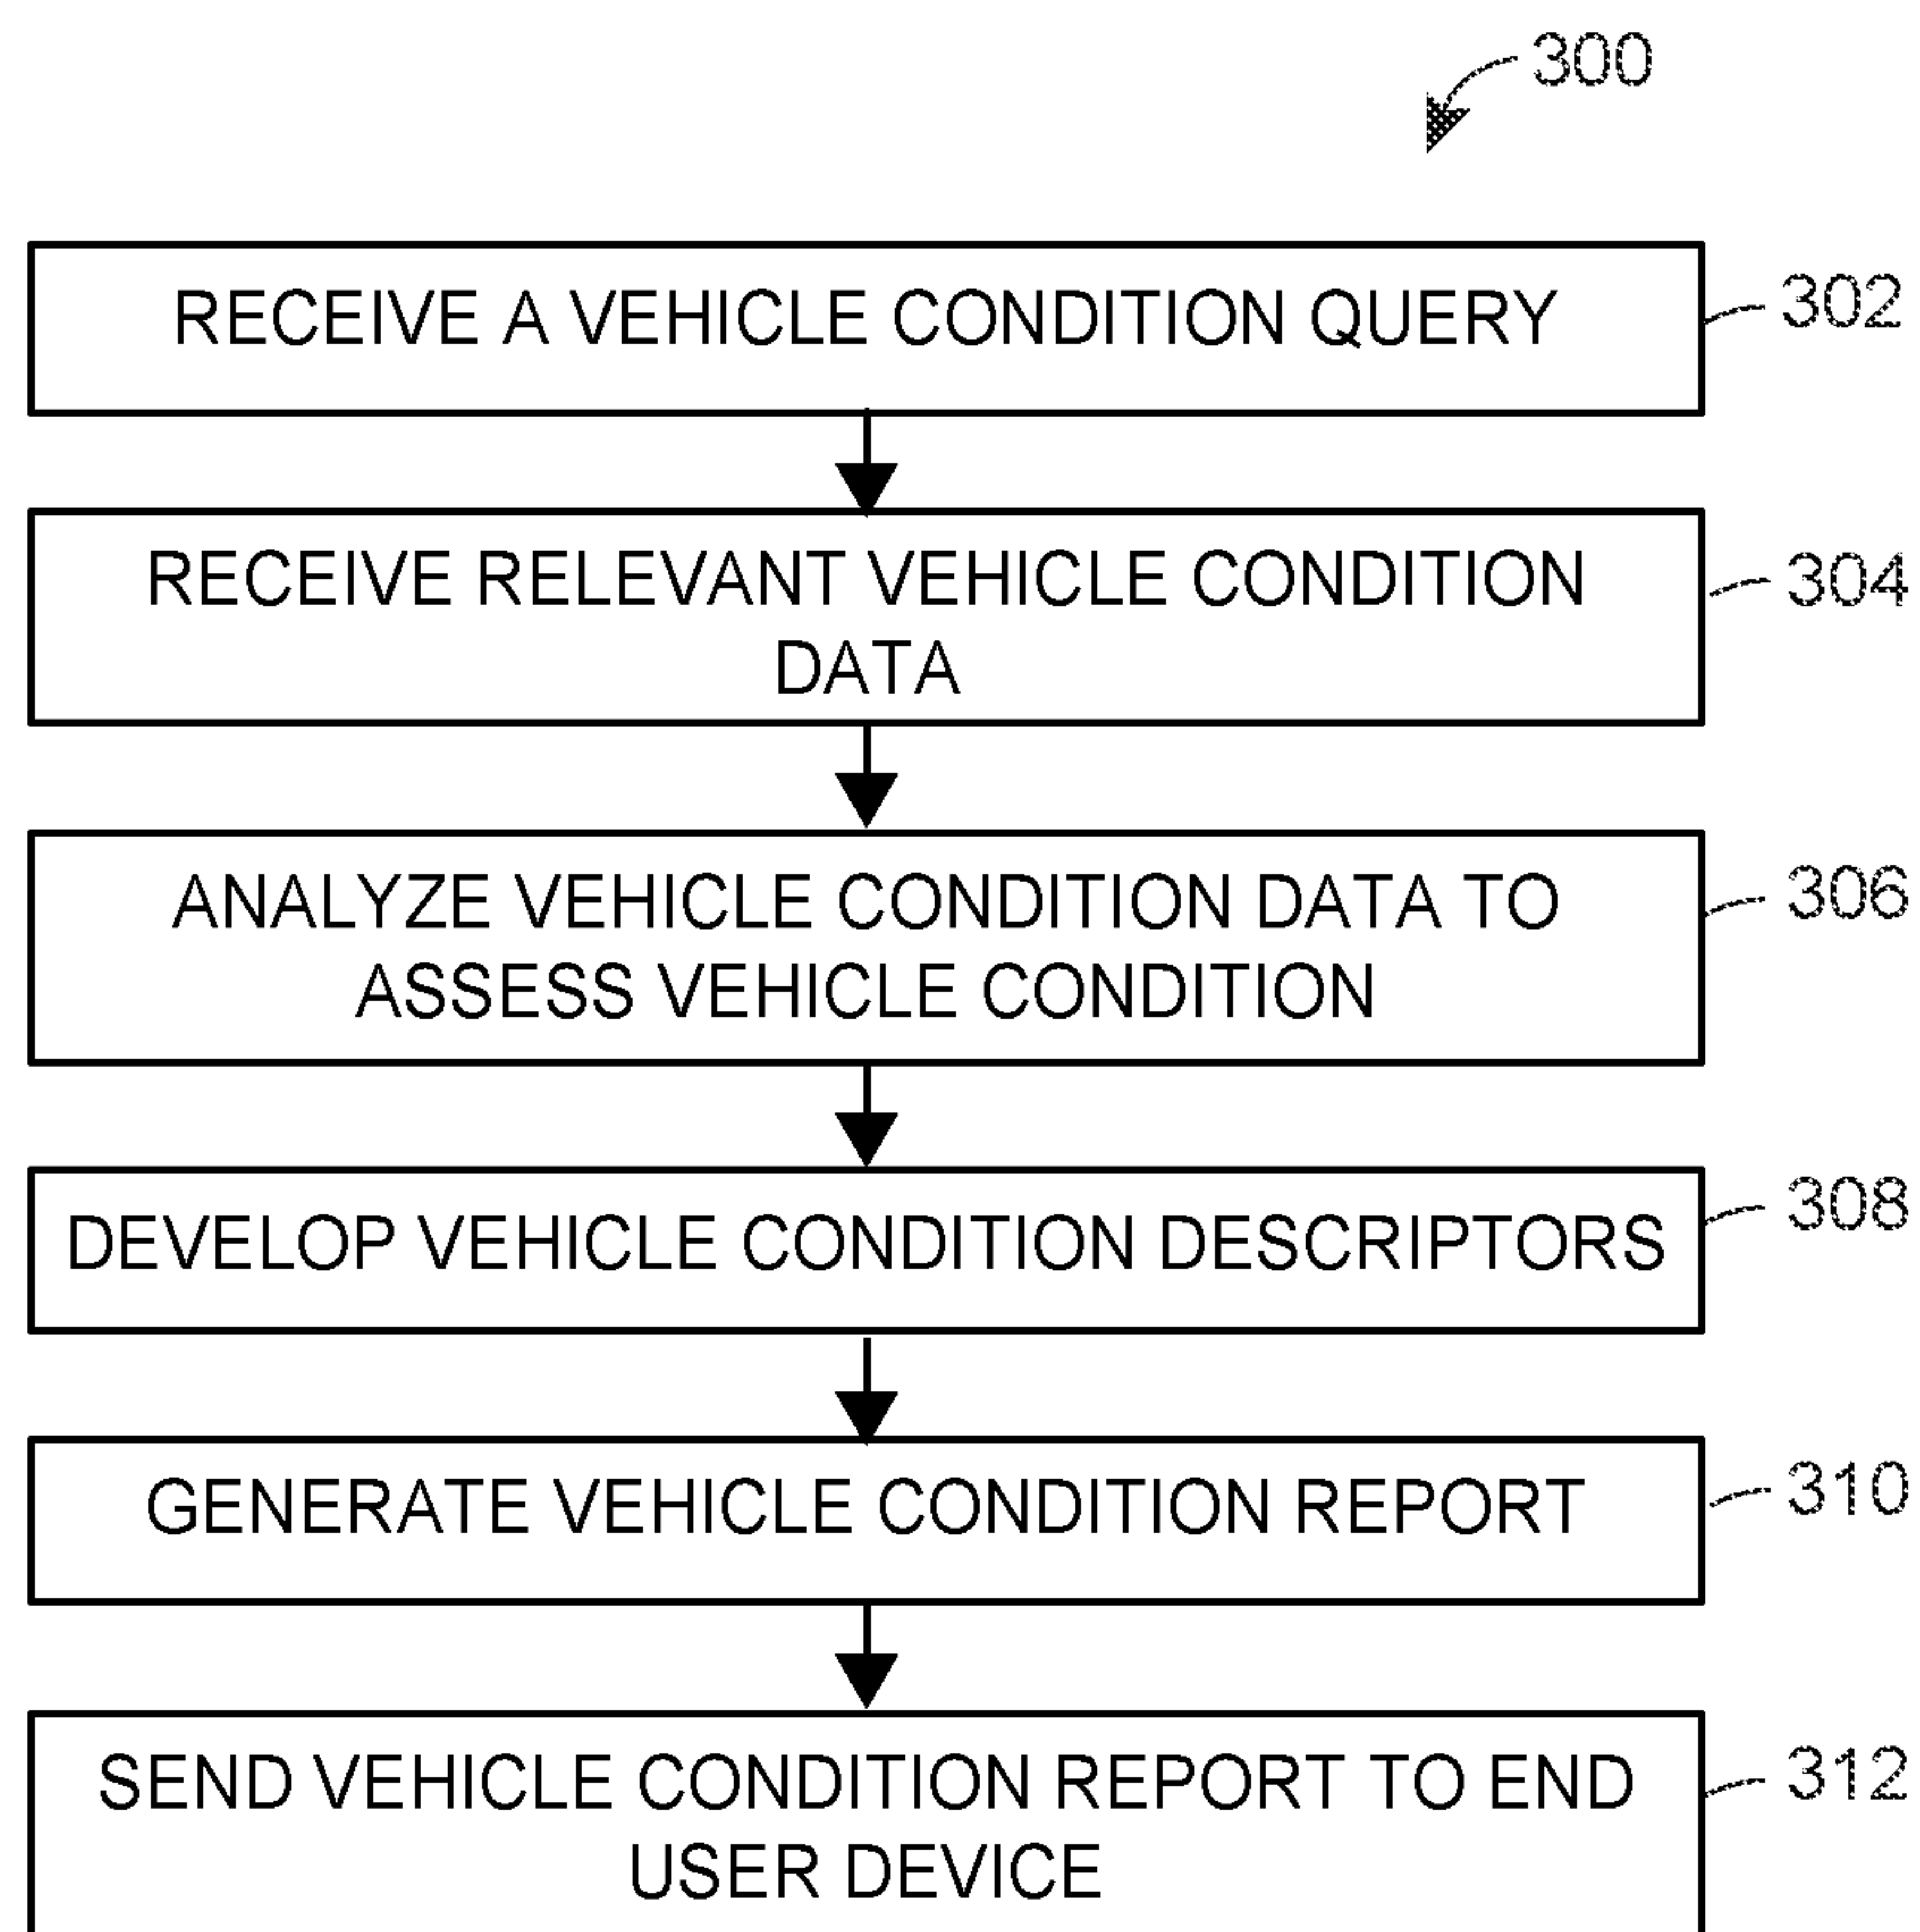 300
RECEIVE A VEHICLE CONDITION QUERY
302
RECEIVE RELEVANT VEHICLE CONDITION
DATA
304
ANALYZE VEHICLE CONDITION DATA TO
ASSESS VEHICLE CONDITION
306
DEVELOP VEHICLE CONDITION DESCRIPTORS
308
GENERATE VEHICLE CONDITION REPORT
310
SEND VEHICLE CONDITION REPORT TO END
USER DEVICE
312